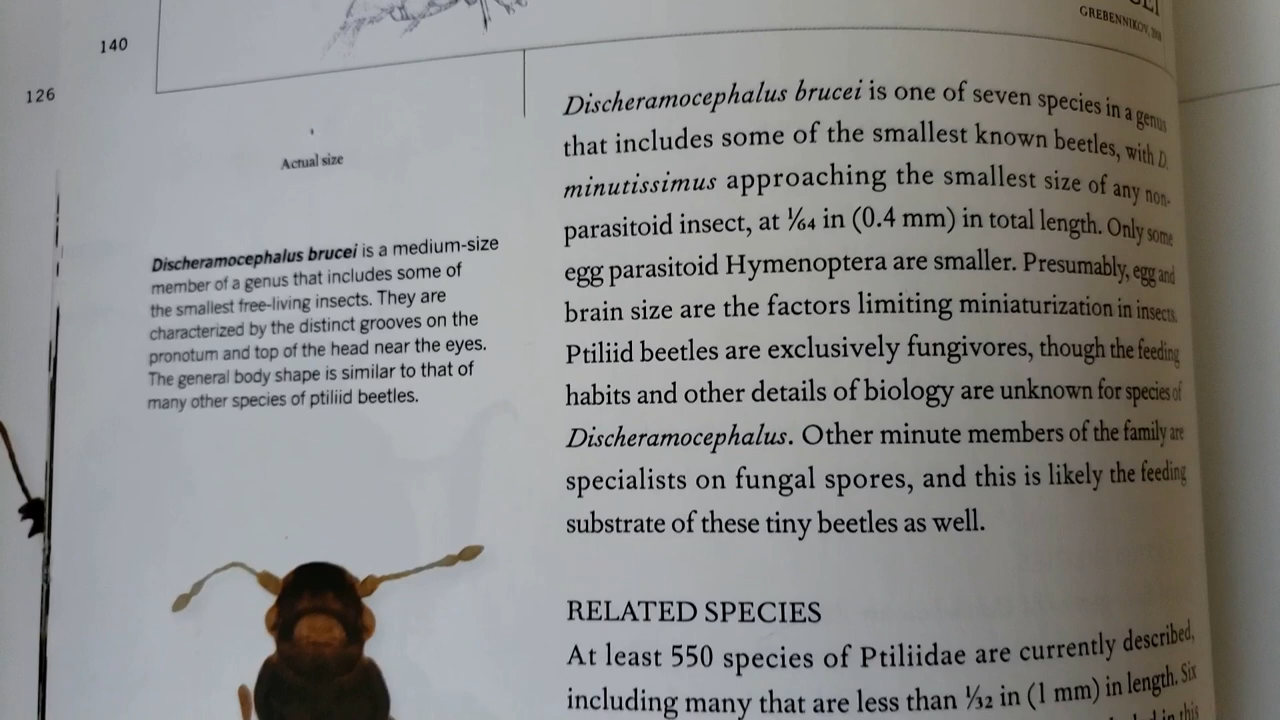 140
126
GREBENNIKOV, 2008
Actual size
Discheramocephalus brucei is a medium-size
member of a genus that includes some of
the smallest free-living insects. They are
characterized by the distinct grooves on the
pronotum and top of the head near the eyes.
The general body shape is similar to that of
many other species of ptiliid beetles.
Discheramocephalus brucei is one of seven species in a genus
that includes some of the smallest known beetles, with D.
minutissimus approaching the smallest size of any non-
parasitoid insect, at 1/64 in (0.4 mm) in total length. Only some
egg parasitoid Hymenoptera are smaller. Presumably, egg and
brain size are the factors limiting miniaturization in insects.
Ptiliid beetles are exclusively fungivores, though the feeding
habits and other details of biology are unknown for species of
Discheramocephalus. Other minute members of the family are
specialists on fungal spores, and this is likely the feeding
substrate of these tiny beetles as well.
RELATED SPECIES
At least 550 species of Ptiliidae are currently described,
including many that are less than 1/32 in (1 mm) in length. Six
in this